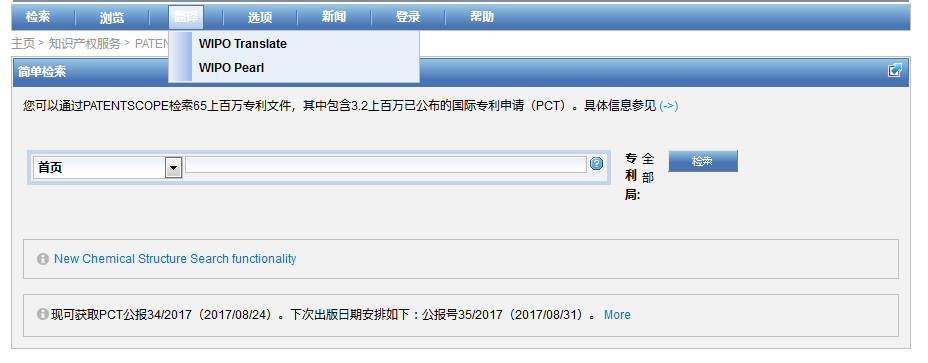 检索 浏览 翻译 选项 新闻 登录 帮助
WIPO Translate
WIPO Pearl
主页 > 知识产权服务 > PATEN
简单检索
您可以通过PATENTSCOPE检索65上百万专利文件，其中包含3.2上百万已公布的国际专利申请（PCT）。具体信息参见 (->)
首页
专利局:
全部
检索
New Chemical Structure Search functionality
现可获取PCT公报34/2017（2017/08/24）。下次出版日期安排如下：公报号35/2017（2017/08/31）。 More